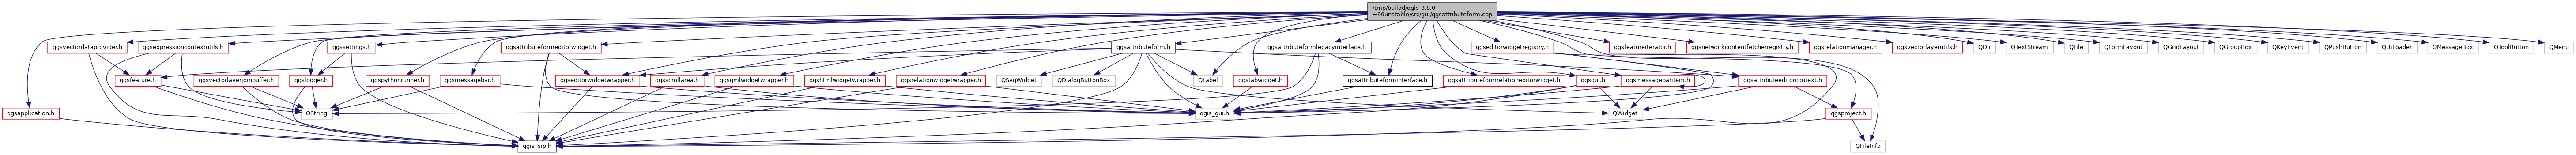 /tmp/buildd/qgis-3.8.0
+99unstable/src/gui/qgsattributeform.cpp
qgsvectordataprovider.h
qgsexpressioncontextutils.h
qgssettings.h
qgsattributeformeditorwidget.h
qgsattributeform.h
qgsattributeformlegacyinterface.h
qgseditorwidgetregistry.h
qgsfeatureiterator.h
qgsnetworkcontentfetcherregistry.h
qgsrelationmanager.h
qgsvectorlayerutils.h
QDir
QTextStream
QFile
QFormLayout
QGridLayout
QGroupBox
QKeyEvent
QPushButton
QUiLoader
QMessageBox
QToolButton
QMenu
qgsfeature.h
qgsvectorlayerjoinbuffer.h
qgslogger.h
qgspythonrunner.h
qgsmessagebar.h
qgseditorwidgetwrapper.h
qgsscrollarea.h
qgsqmlwidgetwrapper.h
qgshtmlwidgetwrapper.h
qgsrelationwidgetwrapper.h
QSvgWidget
QDialogButtonBox
QLabel
qgstabwidget.h
qgsattributeforminterface.h
qgsattributeformrelationeditorwidget.h
qgsgui.h
qgsmessagebaritem.h
qgsattributeeditorcontext.h
qgsapplication.h
QString
qgis_gui.h
QWidget
qgsproject.h
qgis_sip.h
QFileInfo